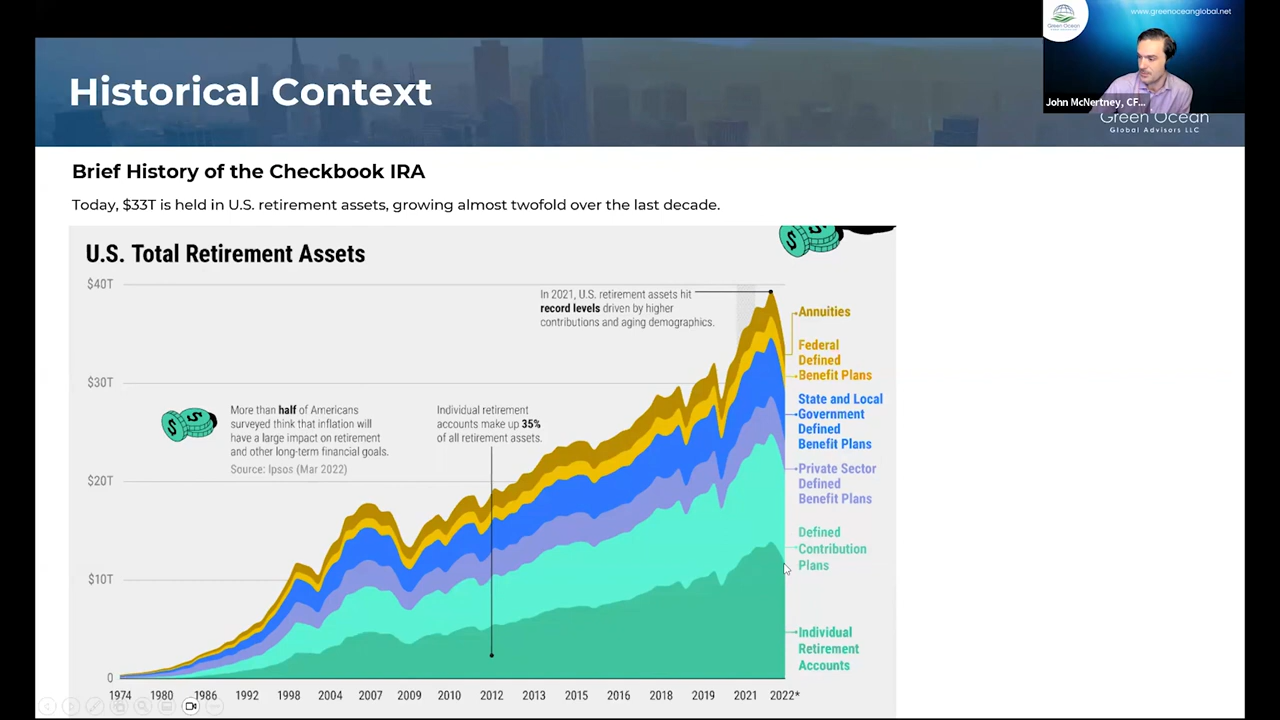 www.greenoceanglobal.net
Green Ocean
John McNertney, CF...
Historical Context
Green Ocean
Global Advisors LLC
Brief History of the Checkbook IRA
Today, $33T is held in U.S. retirement assets, growing almost twofold over the last decade.
U.S. Total Retirement Assets
$40T
In 2021, U.S. retirement assets hit
record levels driven by higher
contributions and aging demographics.
Annuities
Federal
Defined
Benefit Plans
$30T
State and Local
Government
Defined
Benefit Plans
More than half of Americans
surveyed think that inflation will
have a large impact on retirement
and other long-term financial goals.
Source: Ipsos (Mar 2022)
Individual retirement
accounts make up 35%
of all retirement assets.
$20T
Private Sector
Defined
Benefit Plans
Defined
Contribution
Plans
$10T
Individual
Retirement
Accounts
0
1974 1980 1986 1992 1998 2004 2007 2009 2010 2012 2013 2015 2016 2018 2019 2021 2022*